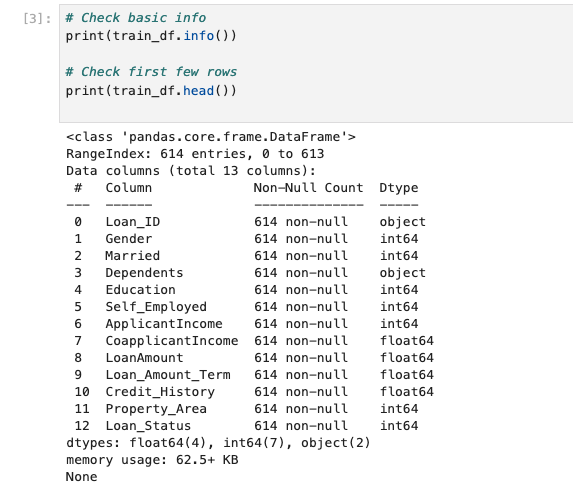 [3]: # Check basic info
print(train_df.info())
# Check first few rows
print(train_df.head())
<class 'pandas.core.frame.DataFrame'>
RangeIndex: 614 entries, 0 to 613
Data columns (total 13 columns):
 #   Column             Non-Null Count  Dtype
---  ------             --------------  -----
 0   Loan_ID            614 non-null    object
 1   Gender             614 non-null    int64
 2   Married            614 non-null    int64
 3   Dependents         614 non-null    object
 4   Education          614 non-null    int64
 5   Self_Employed      614 non-null    int64
 6   ApplicantIncome    614 non-null    int64
 7   CoapplicantIncome  614 non-null    float64
 8   LoanAmount         614 non-null    float64
 9   Loan_Amount_Term   614 non-null    float64
 10  Credit_History     614 non-null    float64
 11  Property_Area      614 non-null    int64
 12  Loan_Status        614 non-null    int64
dtypes: float64(4), int64(7), object(2)
memory usage: 62.5+ KB
None